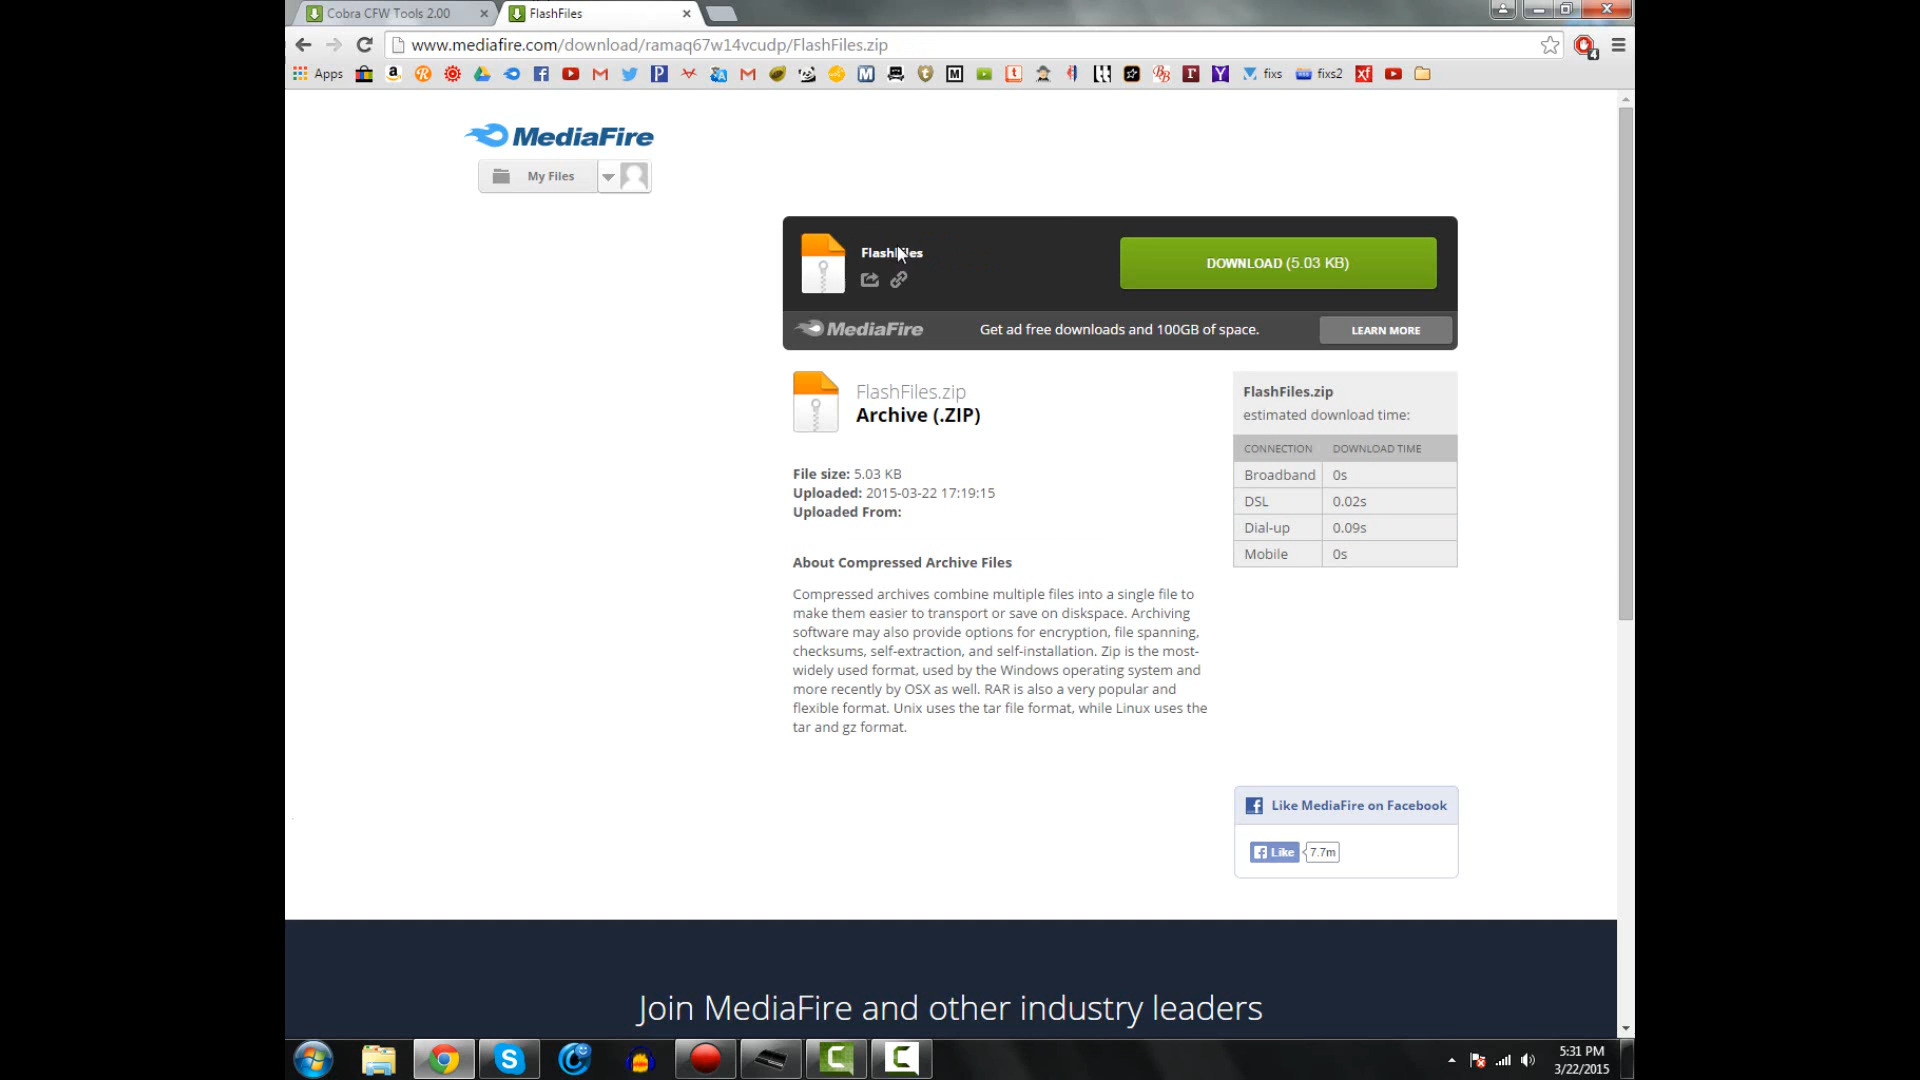 Cobra CFW Tools 2.00
FlashFiles
www.mediafire.com/download/ramaq67w14vcudp/FlashFiles.zip
Apps
fixs
fixs2
MediaFire
My Files
FlashFiles
DOWNLOAD (5.03 KB)
MediaFire
Get ad free downloads and 100GB of space.
LEARN MORE
FlashFiles.zip
Archive (.ZIP)
FlashFiles.zip
estimated download time:
CONNECTION DOWNLOAD TIME
Broadband 0s
DSL 0.02s
Dial-up 0.09s
Mobile 0s
File size: 5.03 KB
Uploaded: 2015-03-22 17:19:15
Uploaded From:
About Compressed Archive Files
Compressed archives combine multiple files into a single file to
make them easier to transport or save on diskspace. Archiving
software may also provide options for encryption, file spanning,
checksums, self-extraction, and self-installation. Zip is the most-
widely used format, used by the Windows operating system and
more recently by OSX as well. RAR is also a very popular and
flexible format. Unix uses the tar file format, while Linux uses the
tar and gz format.
Like MediaFire on Facebook
Like
7.7m
Join MediaFire and other industry leaders
5:31 PM
3/22/2015